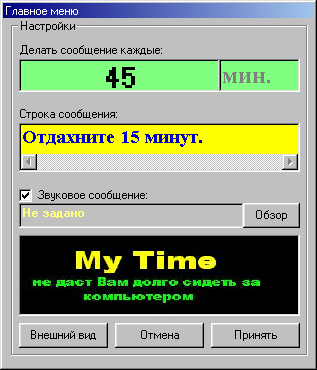 Главное меню
Настройки
Делать сообщение каждые:
45 мин.
Строка сообщения:
Отдахните 15 минут.
Звуковое сообщение:
Не задано Обзор
My Time
не даст Вам долго сидеть за
компьютером
Внешний вид Отмена Принять